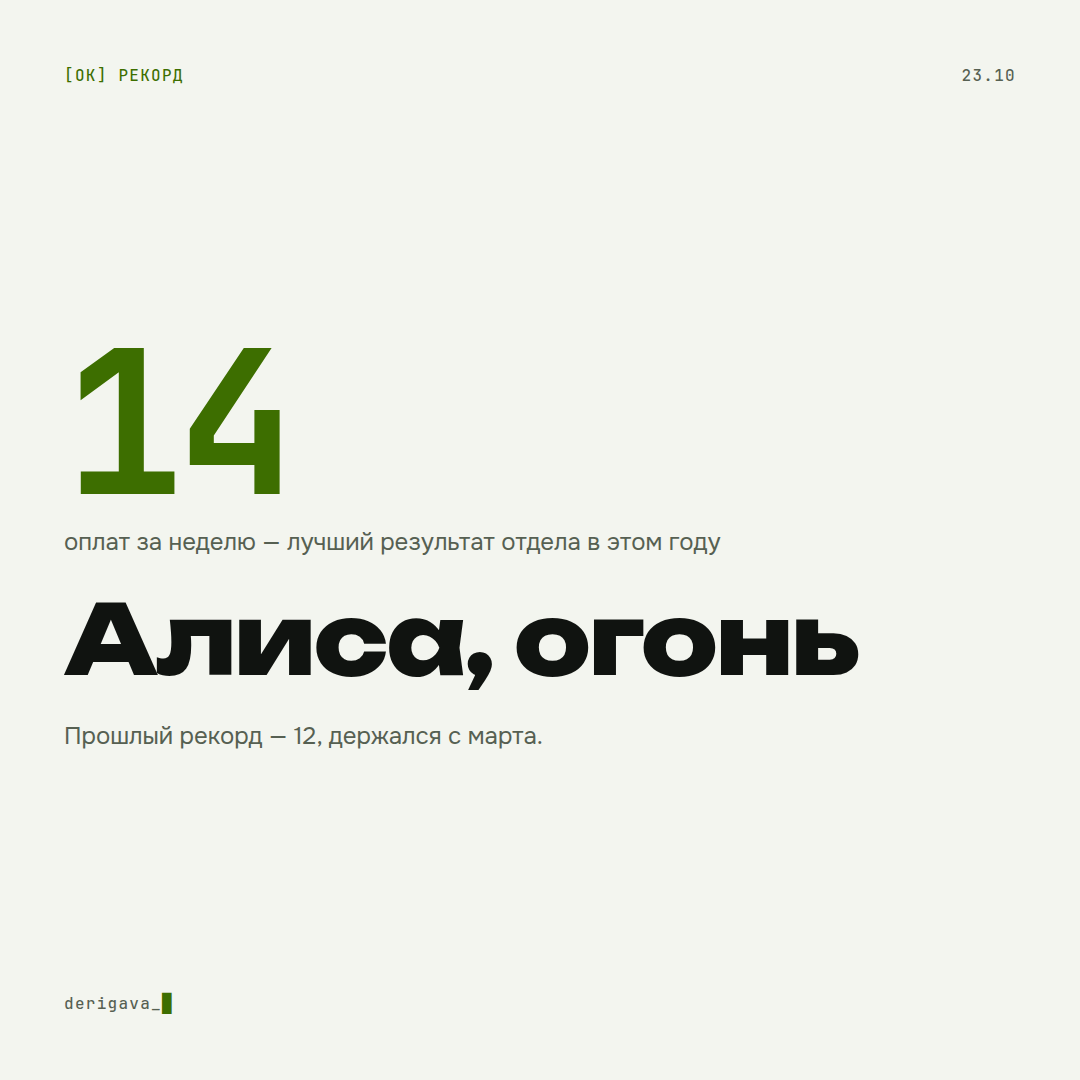 [ОК] РЕКОРД
23.10
14
оплат за неделю — лучший результат отдела в этом году
Алиса, огонь
Прошлый рекорд — 12, держался с марта.
derigava_